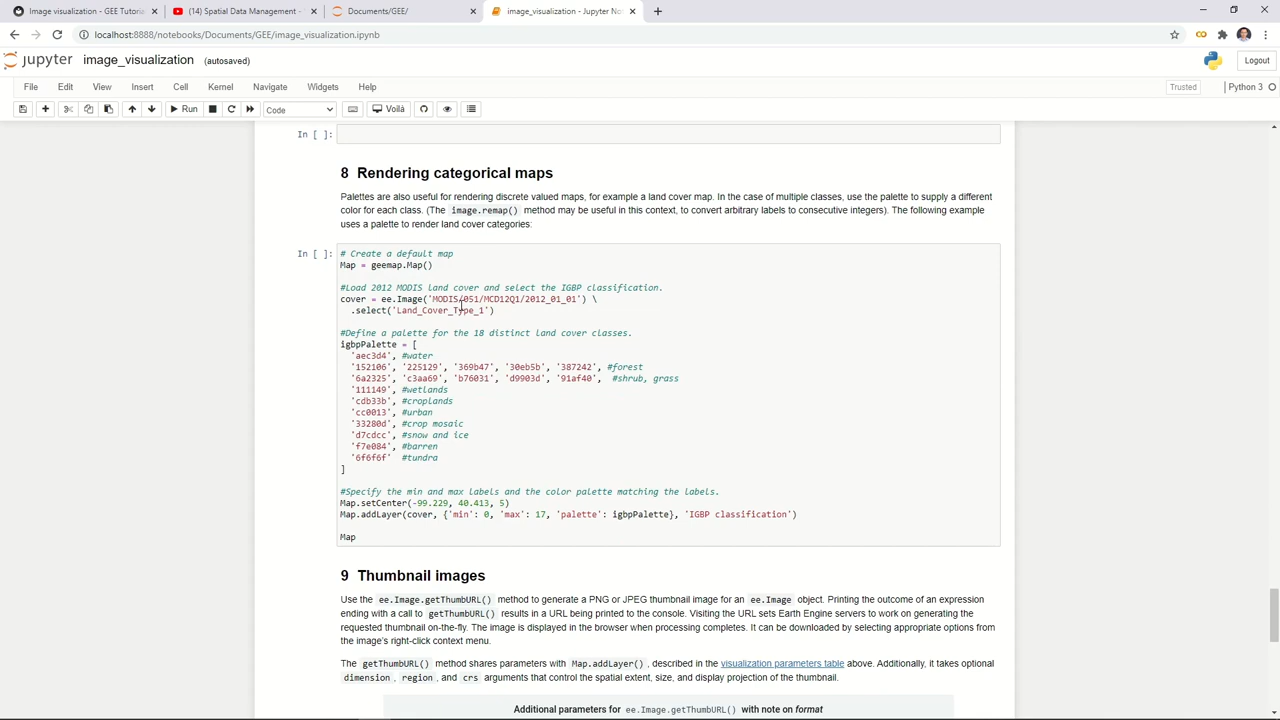 Image visualization - GEE Tutoria
(14) Spatial Data Management -
Documents/GEE/
image_visualization - Jupyter No
localhost:8888/notebooks/Documents/GEE/image_visualization.ipynb
jupyter image_visualization (autosaved)
Logout
File Edit View Insert Cell Kernel Navigate Widgets Help
Trusted Python 3
Run Code Voilà
In [ ]:
8 Rendering categorical maps
Palettes are also useful for rendering discrete valued maps, for example a land cover map. In the case of multiple classes, use the palette to supply a different
color for each class. (The image.remap() method may be useful in this context, to convert arbitrary labels to consecutive integers). The following example
uses a palette to render land cover categories:
In [ ]: # Create a default map
Map = geemap.Map()
#Load 2012 MODIS land cover and select the IGBP classification.
cover = ee.Image('MODIS/051/MCD12Q1/2012_01_01') \
.select('Land_Cover_Type_1')
#Define a palette for the 18 distinct land cover classes.
igbpPalette = [
'aec3d4', #water
'152106', '225129', '369b47', '30eb5b', '387242', #forest
'6a2325', 'c3aa69', 'b76031', 'd9903d', '91af40', #shrub, grass
'111149', #wetlands
'cdb33b', #croplands
'cc0013', #urban
'33280d', #crop mosaic
'd7cdcc', #snow and ice
'f7e084', #barren
'6f6f6f' #tundra
]
#Specify the min and max labels and the color palette matching the labels.
Map.setCenter(-99.229, 40.413, 5)
Map.addLayer(cover, {'min': 0, 'max': 17, 'palette': igbpPalette}, 'IGBP classification')
Map
9 Thumbnail images
Use the ee.Image.getThumbURL() method to generate a PNG or JPEG thumbnail image for an ee.Image object. Printing the outcome of an expression
ending with a call to getThumbURL() results in a URL being printed to the console. Visiting the URL sets Earth Engine servers to work on generating the
requested thumbnail on-the-fly. The image is displayed in the browser when processing completes. It can be downloaded by selecting appropriate options from
the image's right-click context menu.
The getThumbURL() method shares parameters with Map.addLayer(), described in the visualization parameters table above. Additionally, it takes optional
dimension, region, and crs arguments that control the spatial extent, size, and display projection of the thumbnail.
Additional parameters for ee.Image.getThumbURL() with note on format